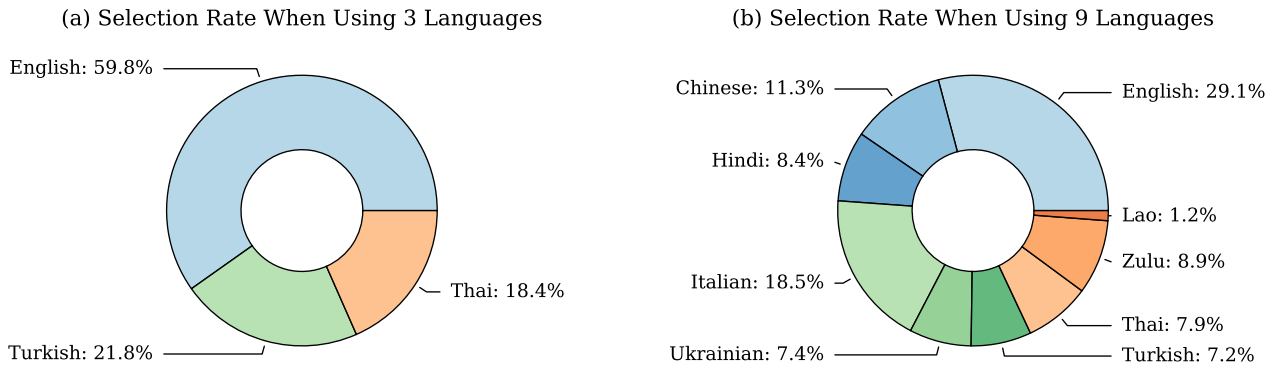 (a) Selection Rate When Using 3 Languages
English: 59.8%
Thai: 18.4%
Turkish: 21.8%
(b) Selection Rate When Using 9 Languages
Chinese: 11.3%
English: 29.1%
Hindi: 8.4%
Lao: 1.2%
Zulu: 8.9%
Italian: 18.5%
Thai: 7.9%
Ukrainian: 7.4%
Turkish: 7.2%